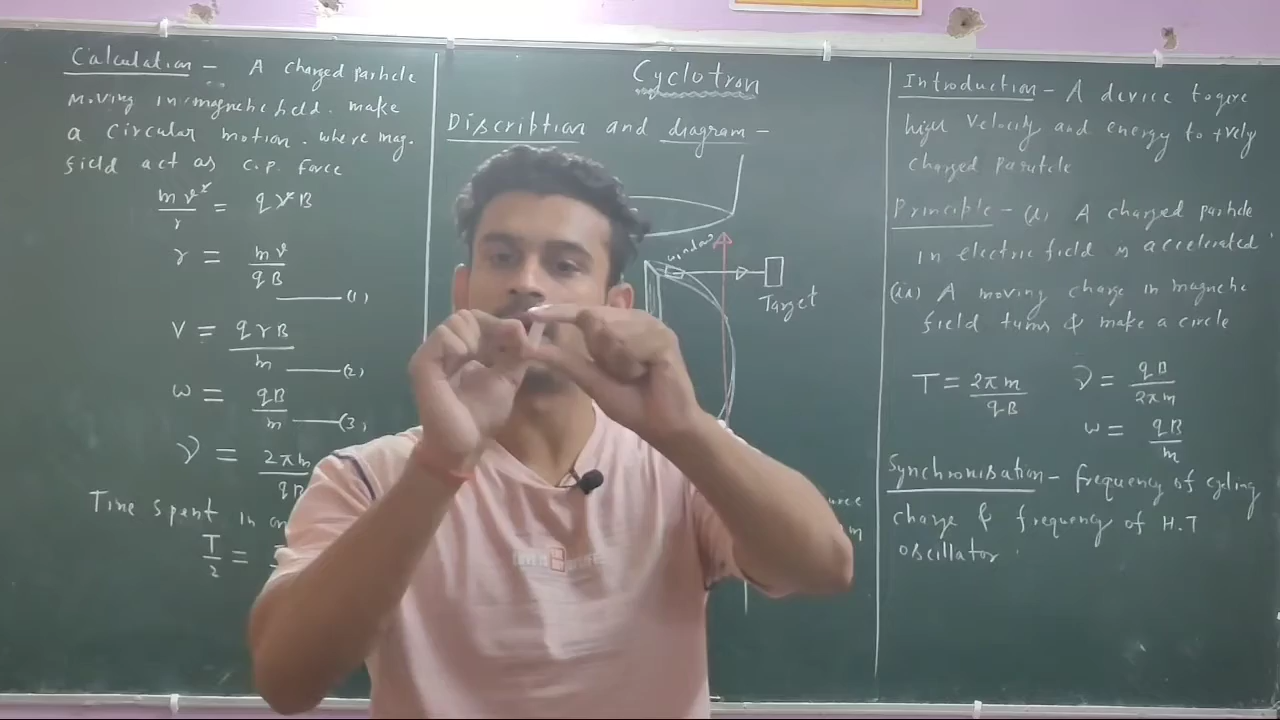 Calculation - A charged particle
moving in magnetic field. make
a circular motion. where mag.
field act as C.P. Force
mv²/r = qvB
r = mv/qB (1)
V = qrB/m (2)
w = qB/m (3)
ν = 2πm/qB
Time spent in
T/2 =
Cyclotron
Discription and diagram -
window
Target
Introduction - A device to give
high velocity and energy to +vely
charged particle
Principle - (i) A charged particle
in electric field is accelerated
(ii) A moving charge in magnetic
field turns & make a circle
T = 2πm/qB ν = qB/2πm
w = qB/m
Synchronisation - frequency of cycling
charge & frequency of H.T
oscillator